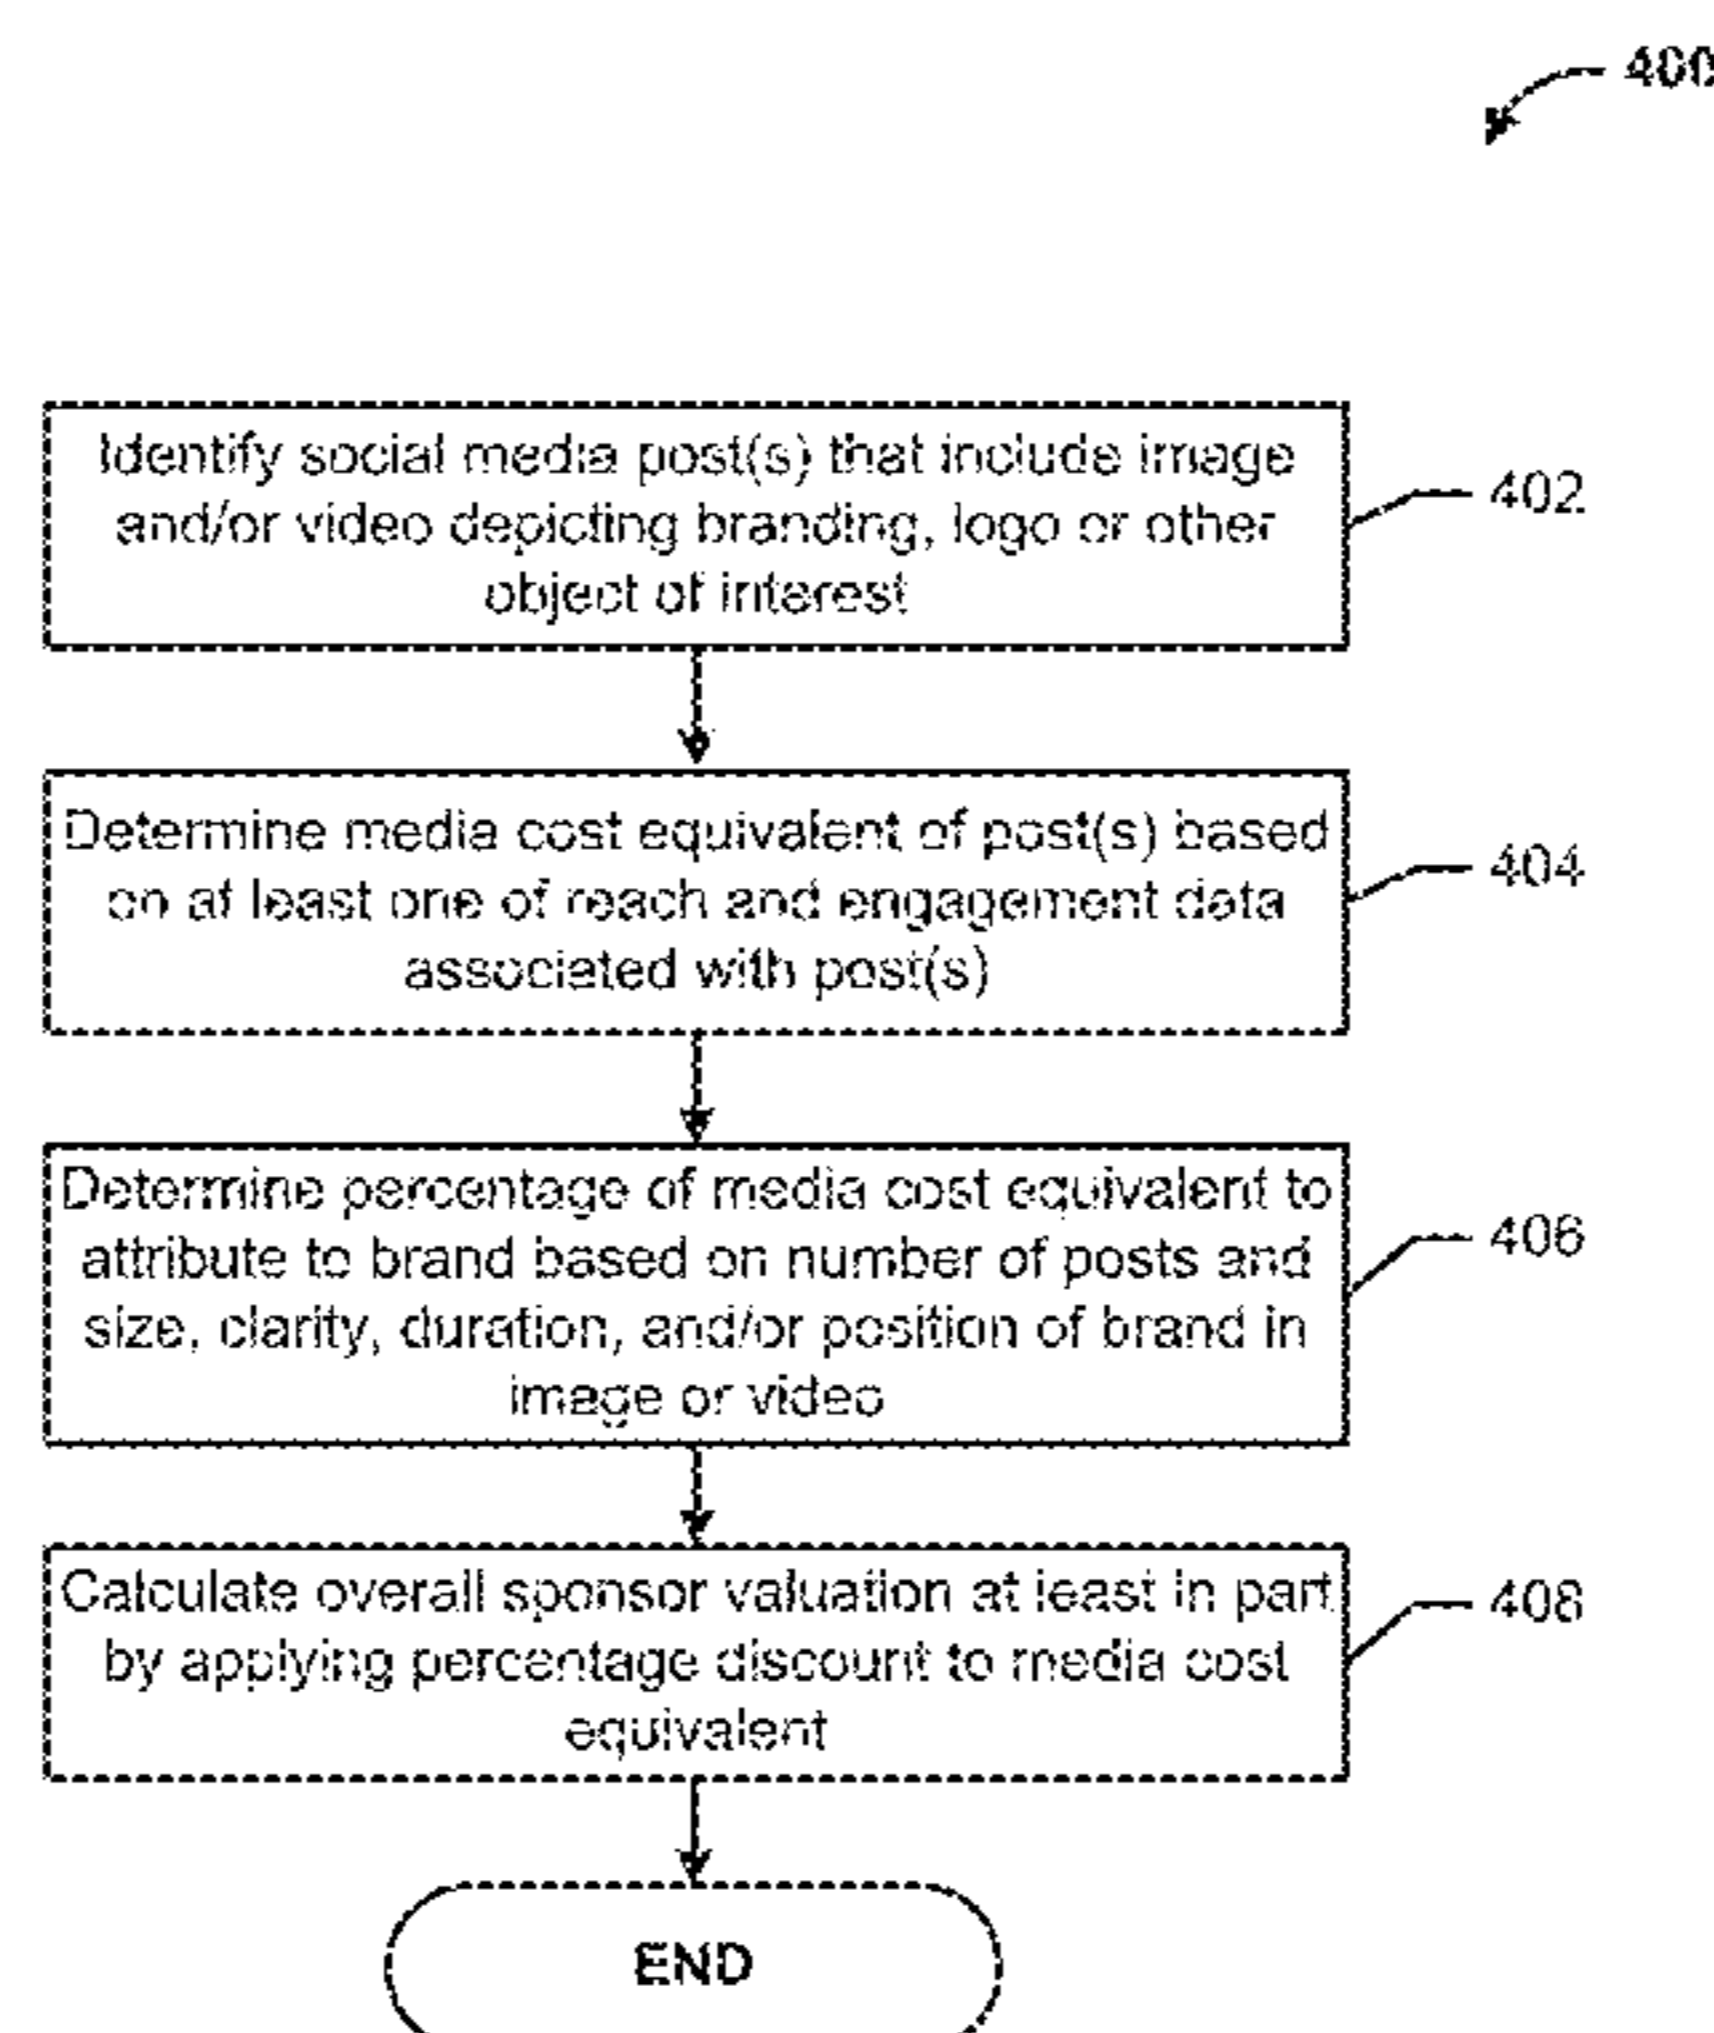 400
Identify social media post(s) that include image
and/or video depicting branding, logo or other
object of interest
402
Determine media cost equivalent of post(s) based
on at least one of reach and engagement data
associated with post(s)
404
Determine percentage of media cost equivalent to
attribute to brand based on number of posts and
size, clarity, duration, and/or position of brand in
image or video
406
Calculate overall sponsor valuation at least in part
by applying percentage discount to media cost
equivalent
408
END